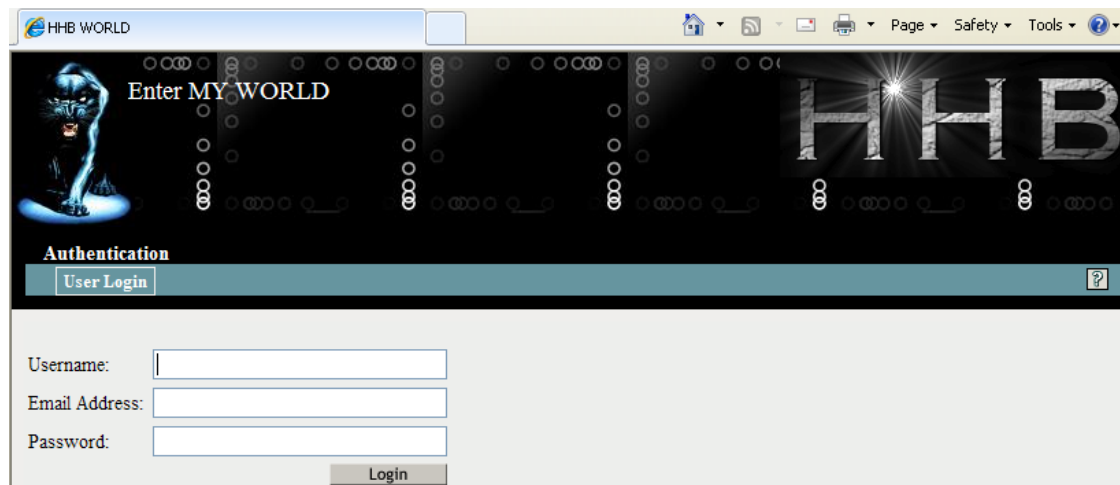 HHB WORLD
Page Safety Tools
Enter MY WORLD
HHB
Authentication
User Login
?
Username:
Email Address:
Password:
Login